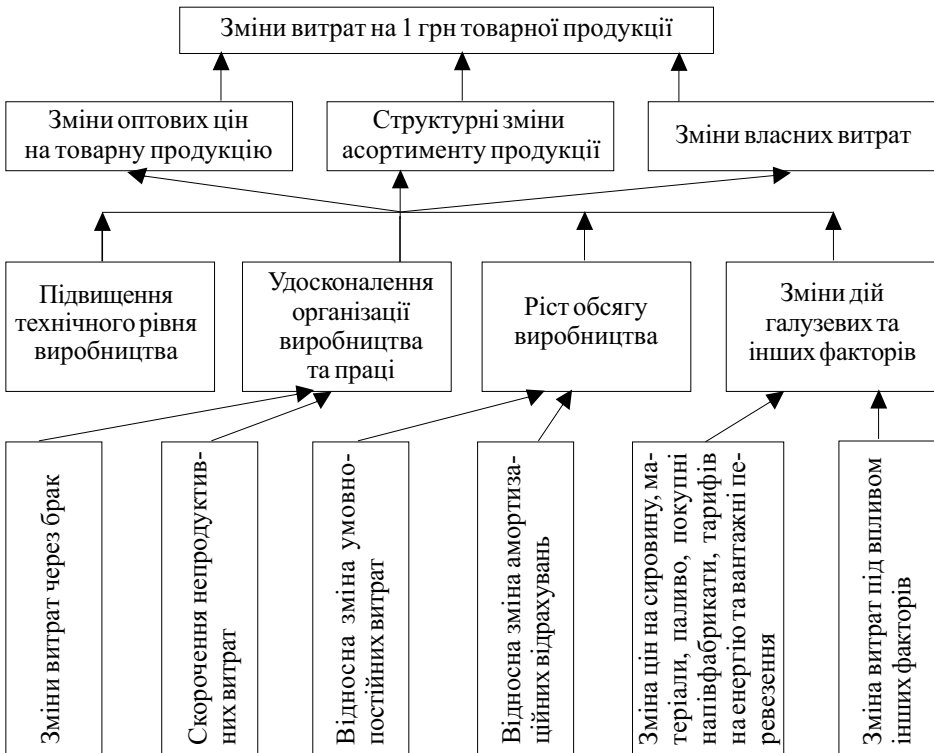 Зміни витрат на 1 грн товарної продукції
Зміни оптових цін
на товарну продукцію
Структурні зміни
асортименту продукції
Зміни власних витрат
Підвищення
технічного рівня
виробництва
Удосконалення
організації
виробництва
та праці
Ріст обсягу
виробництва
Зміни дій
галузевих та
інших факторів
Зміни витрат через брак
Скорочення непродуктив-
них витрат
Відносна зміна умовно-
постійних витрат
Відносна зміна амортиза-
ційних відрахувань
Зміна цін на сировину, ма-
теріали, паливо, покупні
напівфабрикати, тарифів
на енергію та вантажні пе-
ревезення
Зміна витрат під впливом
інших факторів